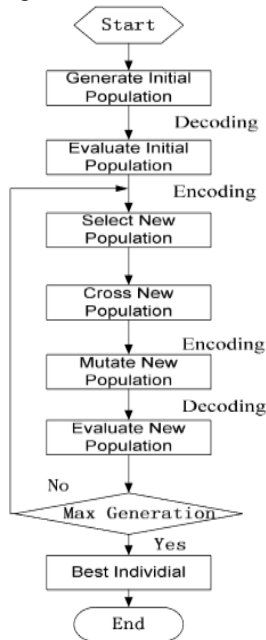 Start
Generate Initial
Population
Decoding
Evaluate Initial
Population
Encoding
Select New
Population
Cross New
Population
Encoding
Mutate New
Population
Decoding
Evaluate New
Population
No
Max Generation
Yes
Best Individial
End